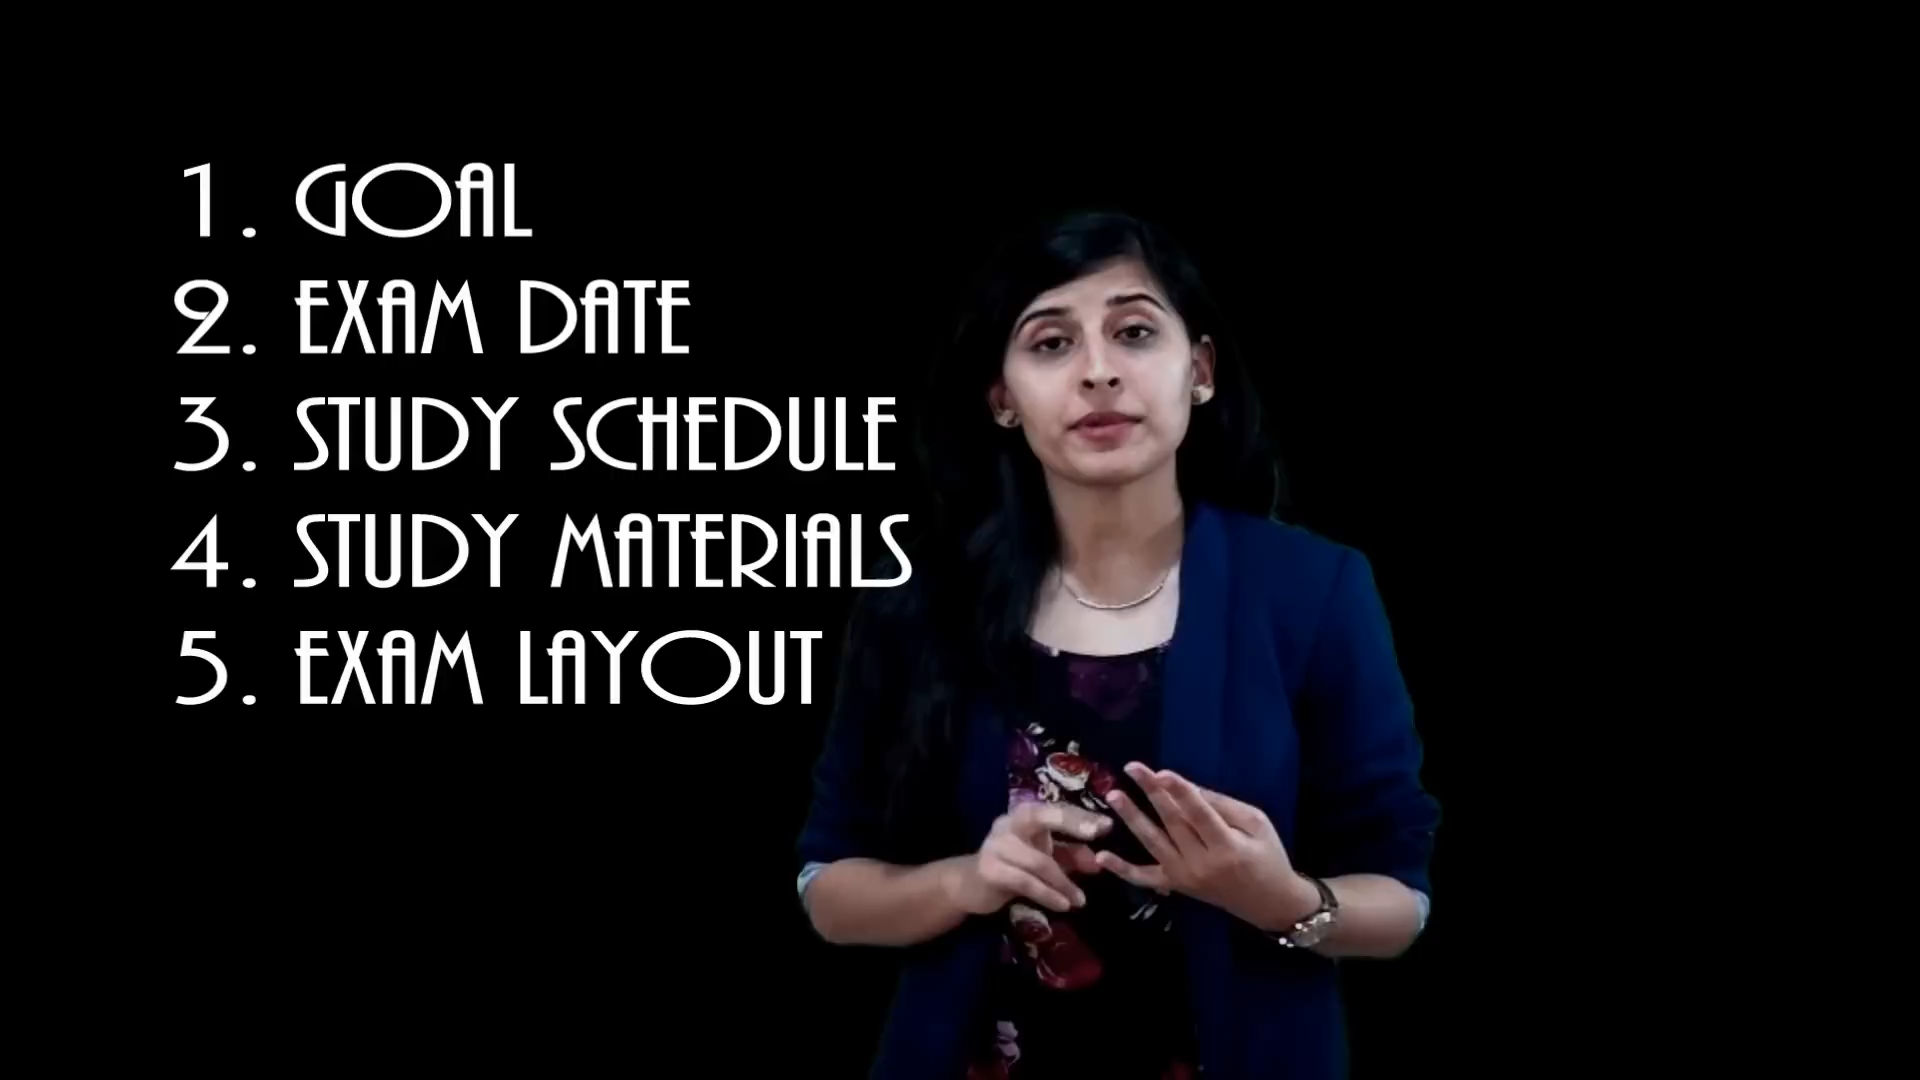 1. GOAL
2. EXAM DATE
3. STUDY SCHEDULE
4. STUDY MATERIALS
5. EXAM LAYOUT